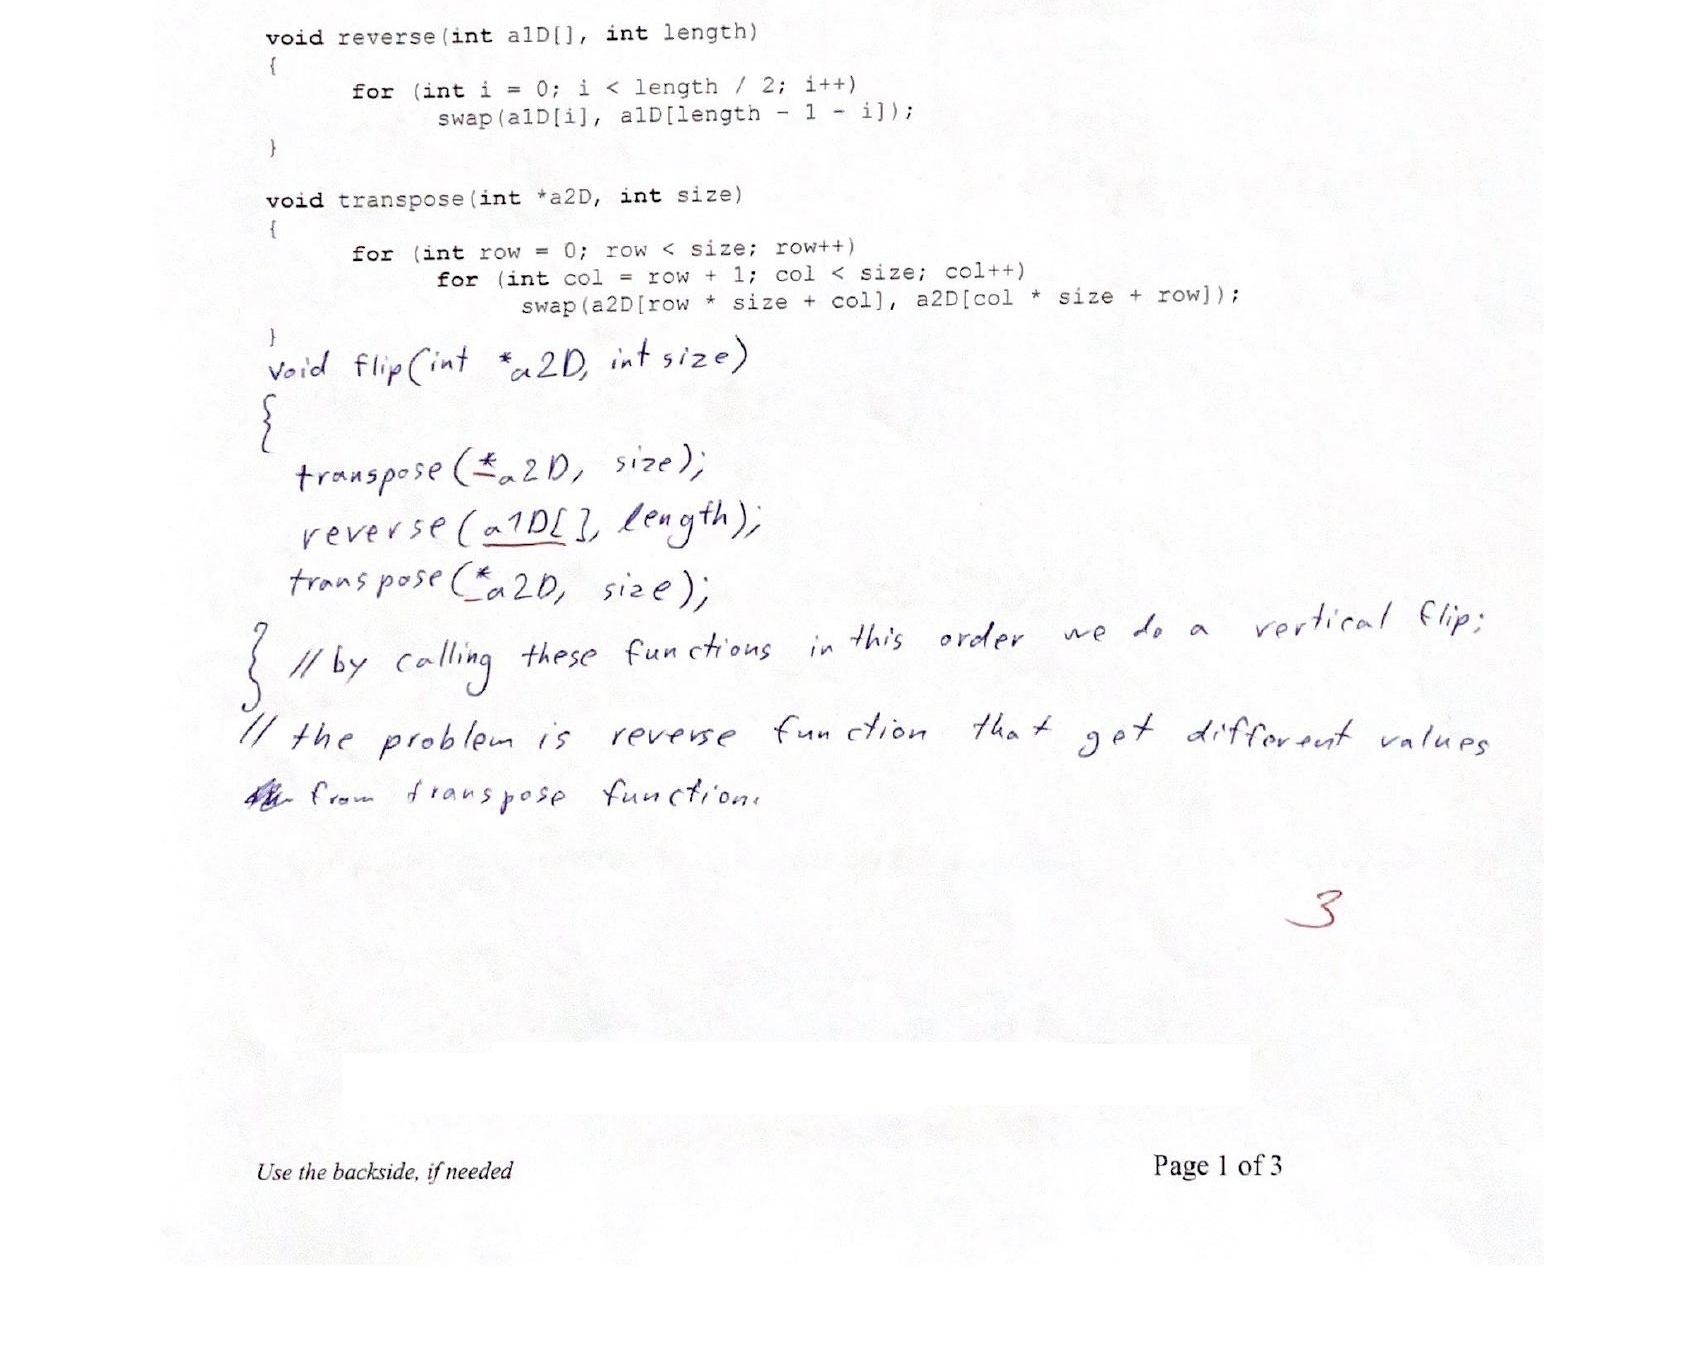 void reverse(int a1D[], int length)
{
for (int i = 0; i < length / 2; i++)
swap(a1D[i], a1D[length - 1 - i]);
}
void transpose(int *a2D, int size)
{
for (int row = 0; row < size; row++)
for (int col = row + 1; col < size; col++)
swap(a2D[row * size + col], a2D[col * size + row]);
}
void flip(int *a2D, int size)
{
transpose(*a2D, size);
reverse(a1D[], length);
transpose(*a2D, size);
} // by calling these functions in this order we do a vertical flip;
// the problem is reverse function that get different values
from transpose function.
3
Use the backside, if needed
Page 1 of 3